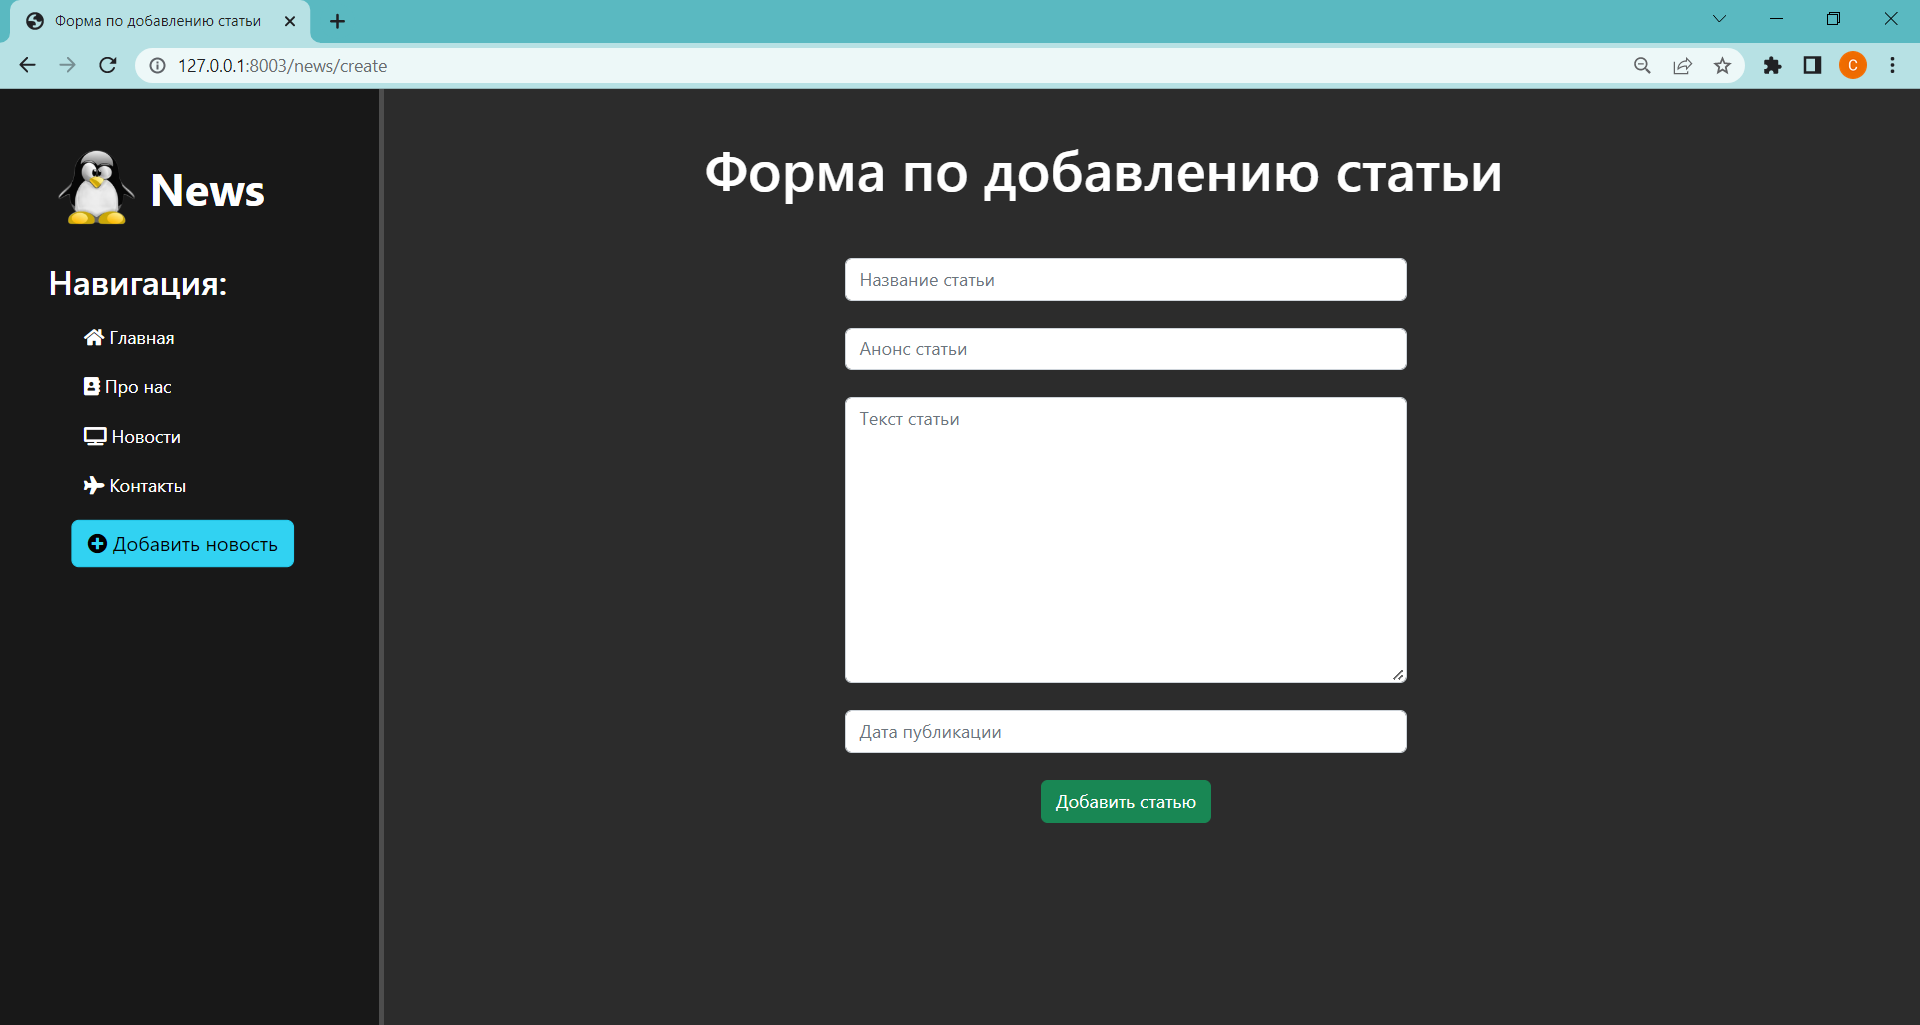 Форма по добавлению статьи
127.0.0.1:8003/news/create
C
News
Навигация:
Главная
Про нас
Новости
Контакты
Добавить новость
Форма по добавлению статьи
Название статьи
Анонс статьи
Текст статьи
Дата публикации
Добавить статью